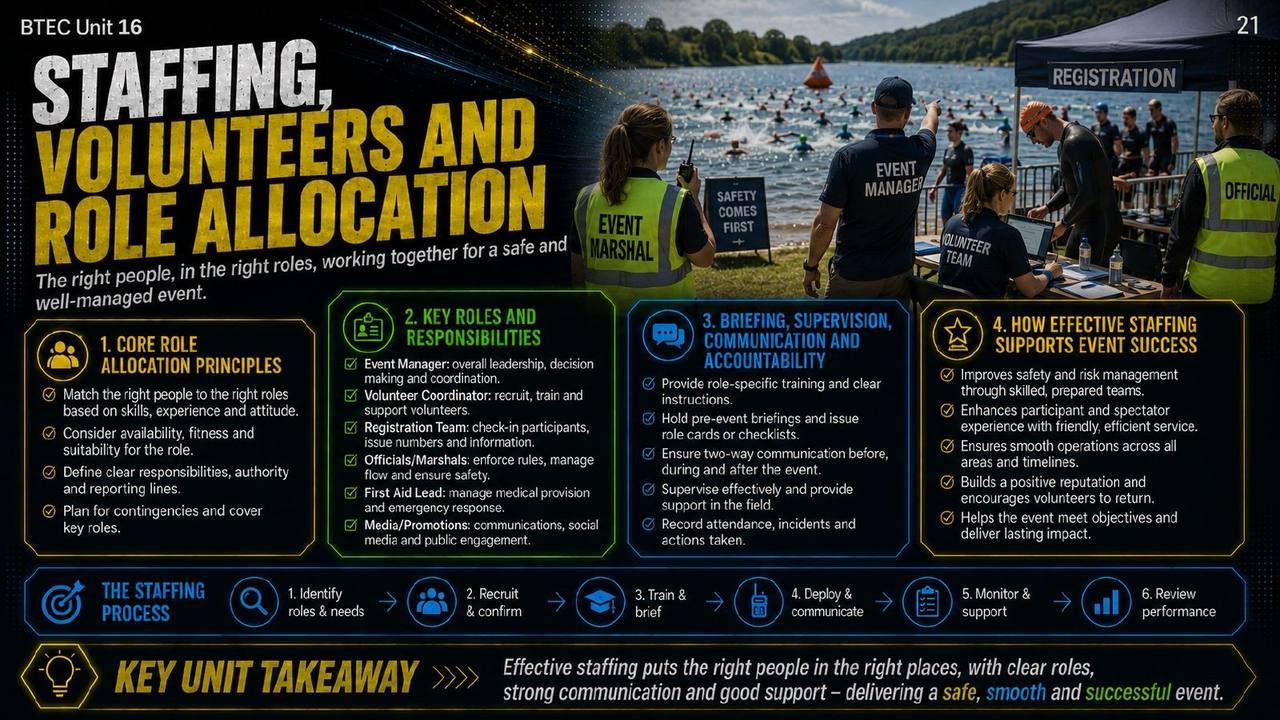 BTEC Unit 16
21
STAFFING,
VOLUNTEERS AND
ROLE ALLOCATION
The right people, in the right roles, working together for a safe and
well-managed event.
EVENT
MARSHAL
SAFETY
COMES
FIRST
EVENT
MANAGER
REGISTRATION
VOLUNTEER
TEAM
OFFICIAL
1. CORE ROLE
ALLOCATION PRINCIPLES
Match the right people to the right roles
based on skills, experience and attitude.
Consider availability, fitness and
suitability for the role.
Define clear responsibilities, authority
and reporting lines.
Plan for contingencies and cover
key roles.
2. KEY ROLES AND
RESPONSIBILITIES
Event Manager: overall leadership, decision
making and coordination.
Volunteer Coordinator: recruit, train and
support volunteers.
Registration Team: check-in participants,
issue numbers and information.
Officials/Marshals: enforce rules, manage
flow and ensure safety.
First Aid Lead: manage medical provision
and emergency response.
Media/Promotions: communications, social
media and public engagement.
3. BRIEFING, SUPERVISION,
COMMUNICATION AND
ACCOUNTABILITY
Provide role-specific training and clear
instructions.
Hold pre-event briefings and issue
role cards or checklists.
Ensure two-way communication before,
during and after the event.
Supervise effectively and provide
support in the field.
Record attendance, incidents and
actions taken.
4. HOW EFFECTIVE STAFFING
SUPPORTS EVENT SUCCESS
Improves safety and risk management
through skilled, prepared teams.
Enhances participant and spectator
experience with friendly, efficient service.
Ensures smooth operations across all
areas and timelines.
Builds a positive reputation and
encourages volunteers to return.
Helps the event meet objectives and
deliver lasting impact.
THE STAFFING
PROCESS
1. Identify
roles & needs
2. Recruit
& confirm
3. Train &
brief
4. Deploy &
communicate
5. Monitor &
support
6. Review
performance
KEY UNIT TAKEAWAY
Effective staffing puts the right people in the right places, with clear roles,
strong communication and good support – delivering a safe, smooth and successful event.